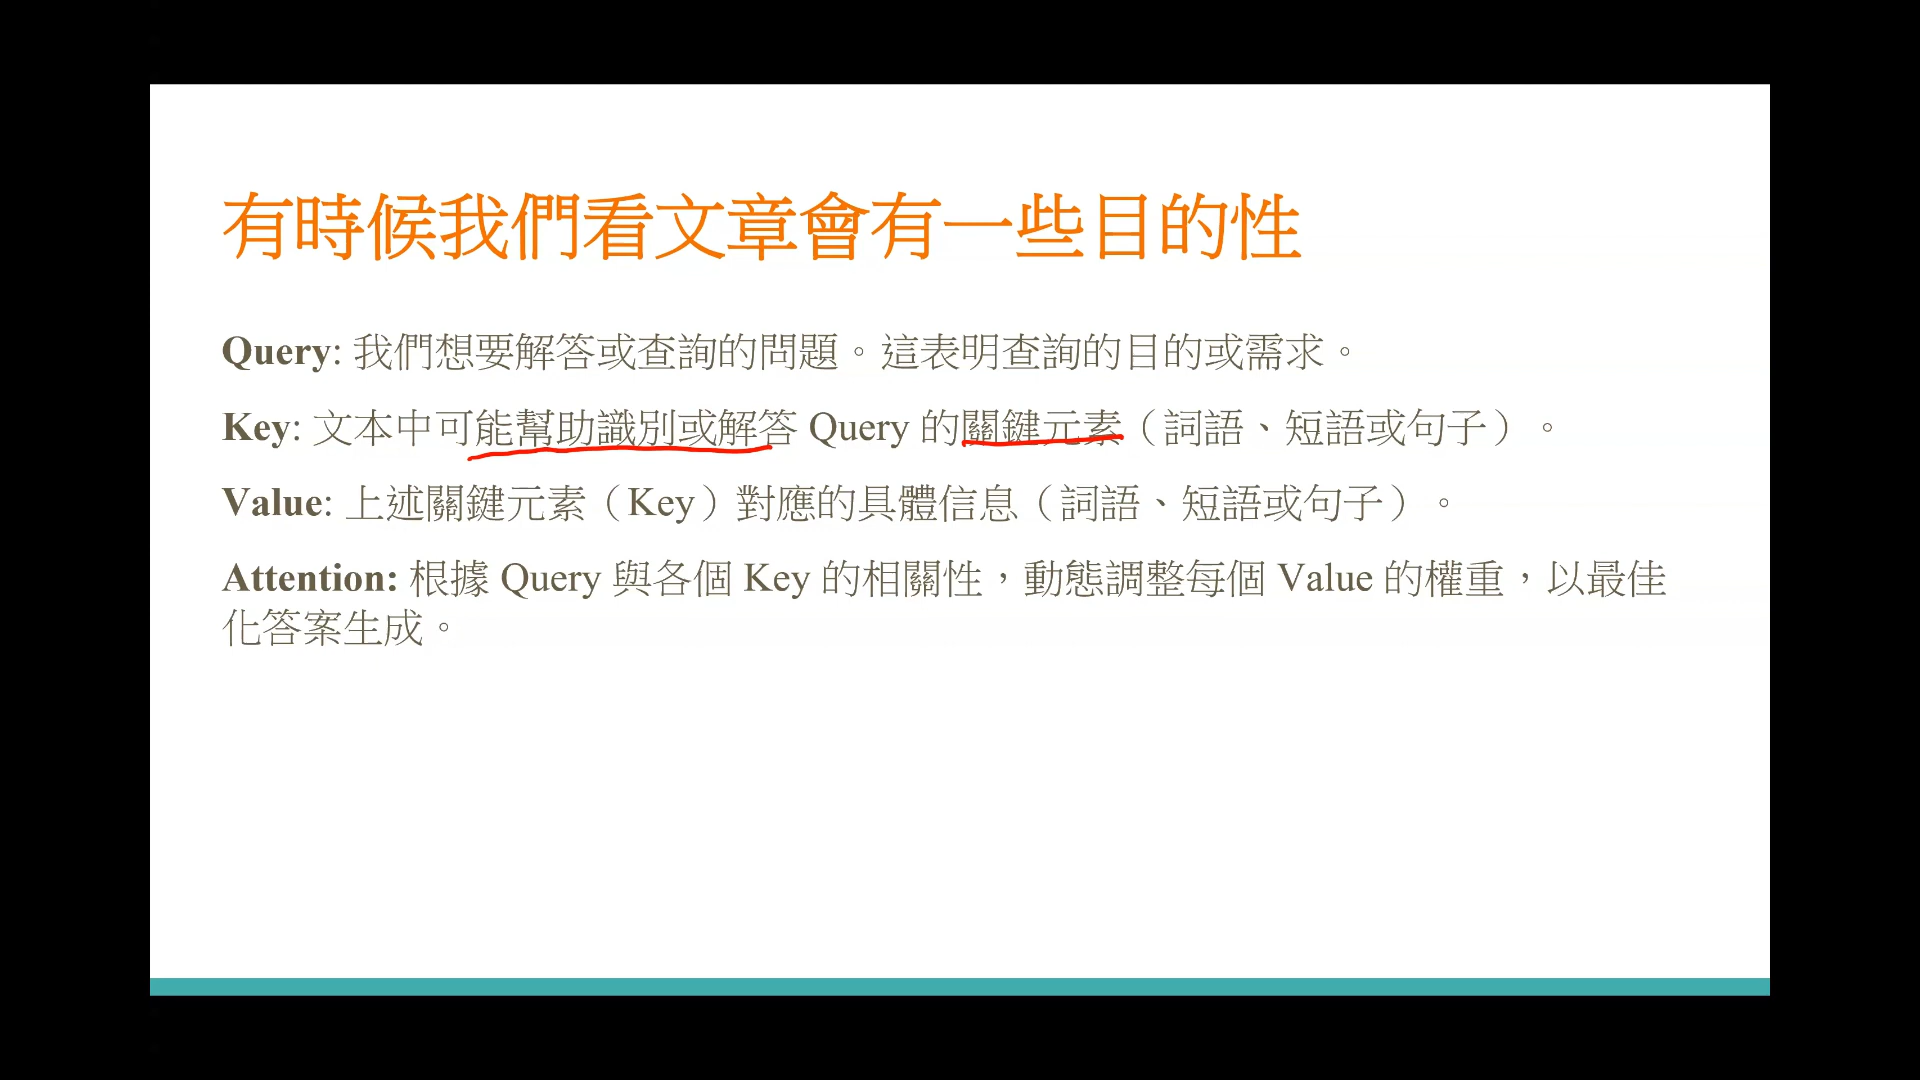 有時候我們看文章會有一些目的性
Query: 我們想要解答或查詢的問題。這表明查詢的目的或需求。
Key: 文本中可能幫助識別或解答 Query 的關鍵元素（詞語、短語或句子）。
Value: 上述關鍵元素（Key）對應的具體信息（詞語、短語或句子）。
Attention: 根據 Query 與各個 Key 的相關性，動態調整每個 Value 的權重，以最佳
化答案生成。